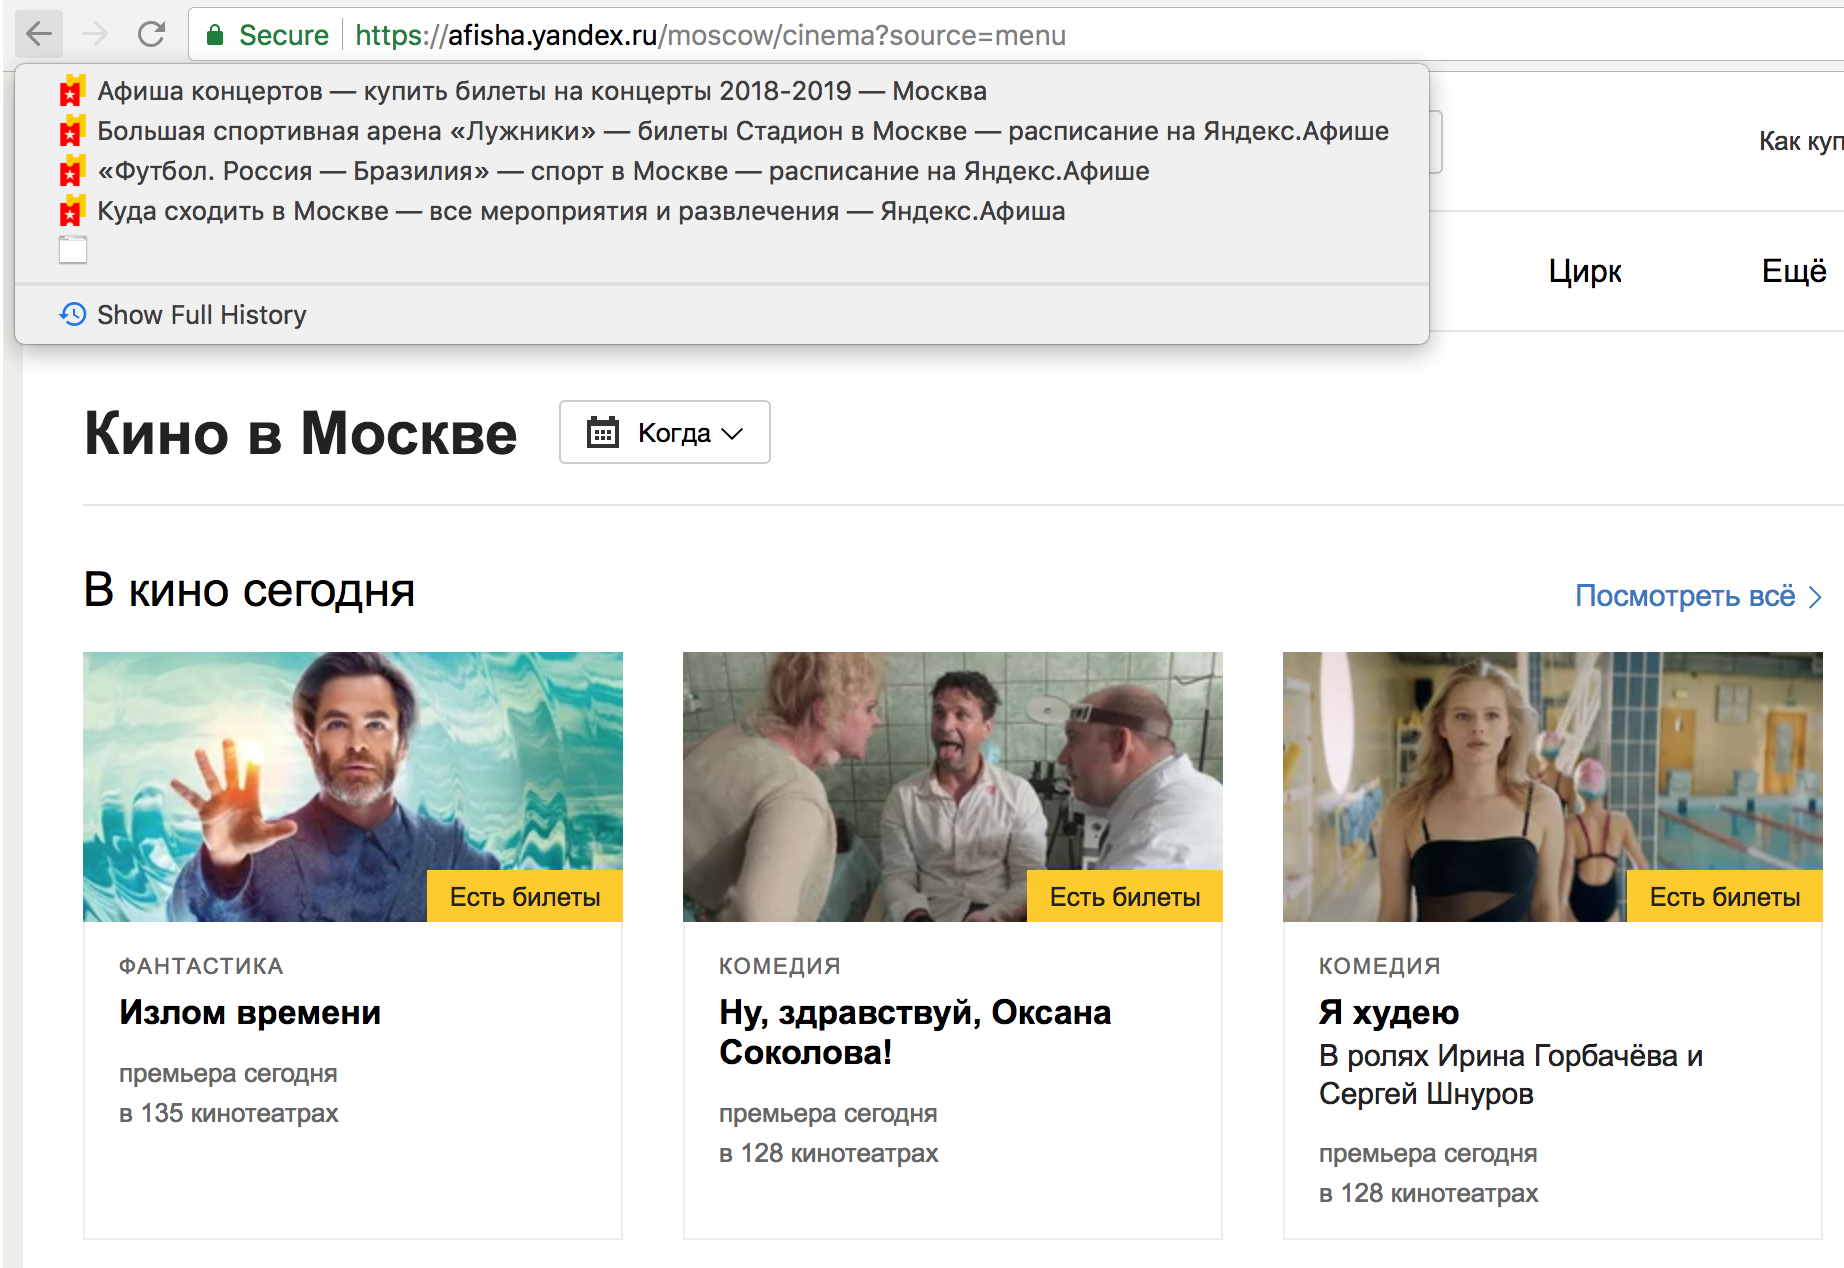 Secure https://afisha.yandex.ru/moscow/cinema?source=menu
Афиша концертов — купить билеты на концерты 2018-2019 — Москва
Большая спортивная арена «Лужники» — билеты Стадион в Москве — расписание на Яндекс.Афише
«Футбол. Россия — Бразилия» — спорт в Москве — расписание на Яндекс.Афише
Куда сходить в Москве — все мероприятия и развлечения — Яндекс.Афиша
Show Full History
Как куп
Цирк Ещё
Кино в Москве
Когда
В кино сегодня
Посмотреть всё
Есть билеты
ФАНТАСТИКА
Излом времени
премьера сегодня
в 135 кинотеатрах
Есть билеты
КОМЕДИЯ
Ну, здравствуй, Оксана
Соколова!
премьера сегодня
в 128 кинотеатрах
Есть билеты
КОМЕДИЯ
Я худею
В ролях Ирина Горбачёва и
Сергей Шнуров
премьера сегодня
в 128 кинотеатрах